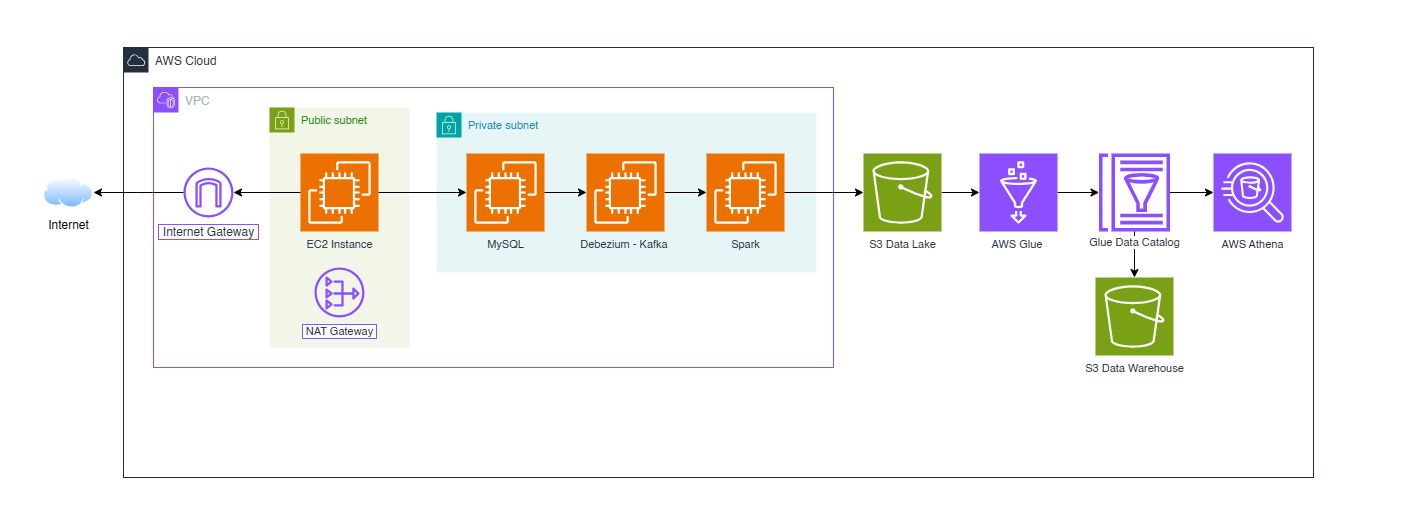 AWS Cloud
VPC
Public subnet
Private subnet
Internet
Internet Gateway
EC2 Instance
MySQL
Debezium - Kafka
Spark
S3 Data Lake
AWS Glue
Glue Data Catalog
AWS Athena
NAT Gateway
S3 Data Warehouse